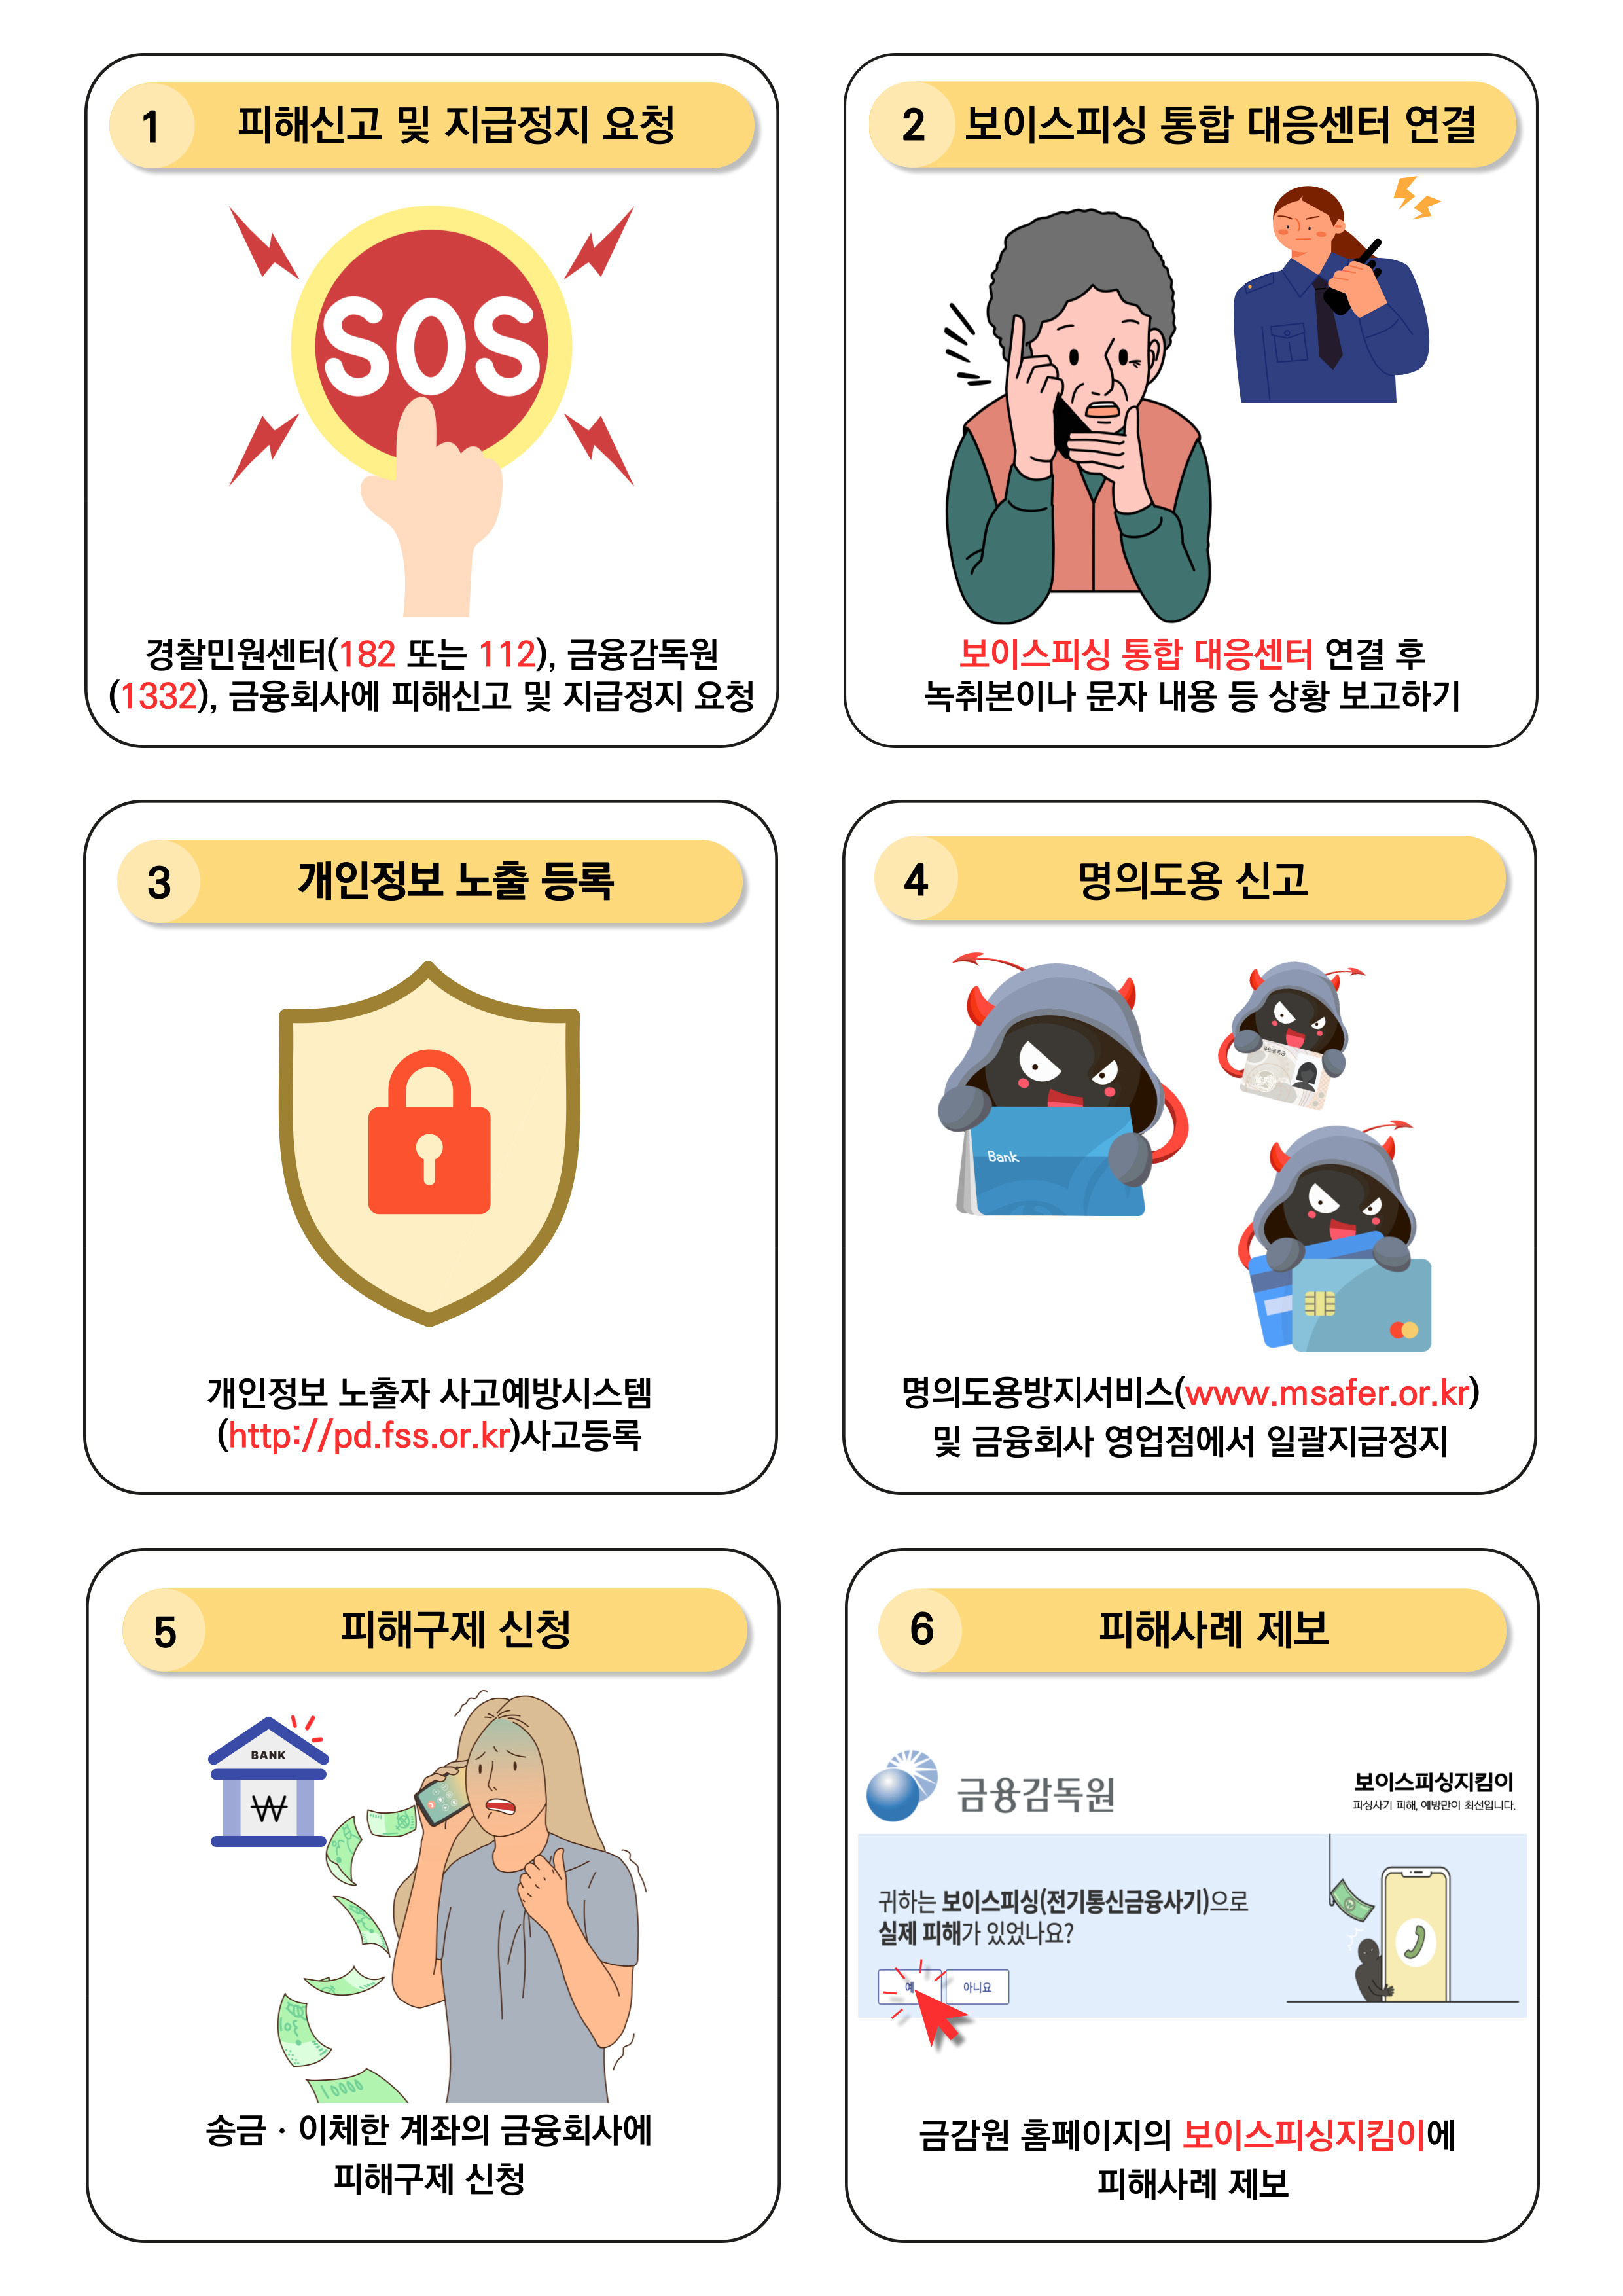 1
피해신고 및 지급정지 요청
SOS
경찰민원센터(182 또는 112), 금융감독원
(1332), 금융회사에 피해신고 및 지급정지 요청
2
보이스피싱 통합 대응센터 연결
보이스피싱 통합 대응센터 연결 후
녹취본이나 문자 내용 등 상황 보고하기
3
개인정보 노출 등록
개인정보 노출자 사고예방시스템
(http://pd.fss.or.kr)사고등록
4
명의도용 신고
Bank
명의도용방지서비스(www.msafer.or.kr)
및 금융회사 영업점에서 일괄지급정지
5
피해구제 신청
BANK
₩
10000
송금 · 이체한 계좌의 금융회사에
피해구제 신청
6
피해사례 제보
금융감독원
보이스피싱지킴이
피싱사기 피해, 예방만이 최선입니다.
귀하는 보이스피싱(전기통신금융사기)으로
실제 피해가 있었나요?
예
아니요
금감원 홈페이지의 보이스피싱지킴이에
피해사례 제보